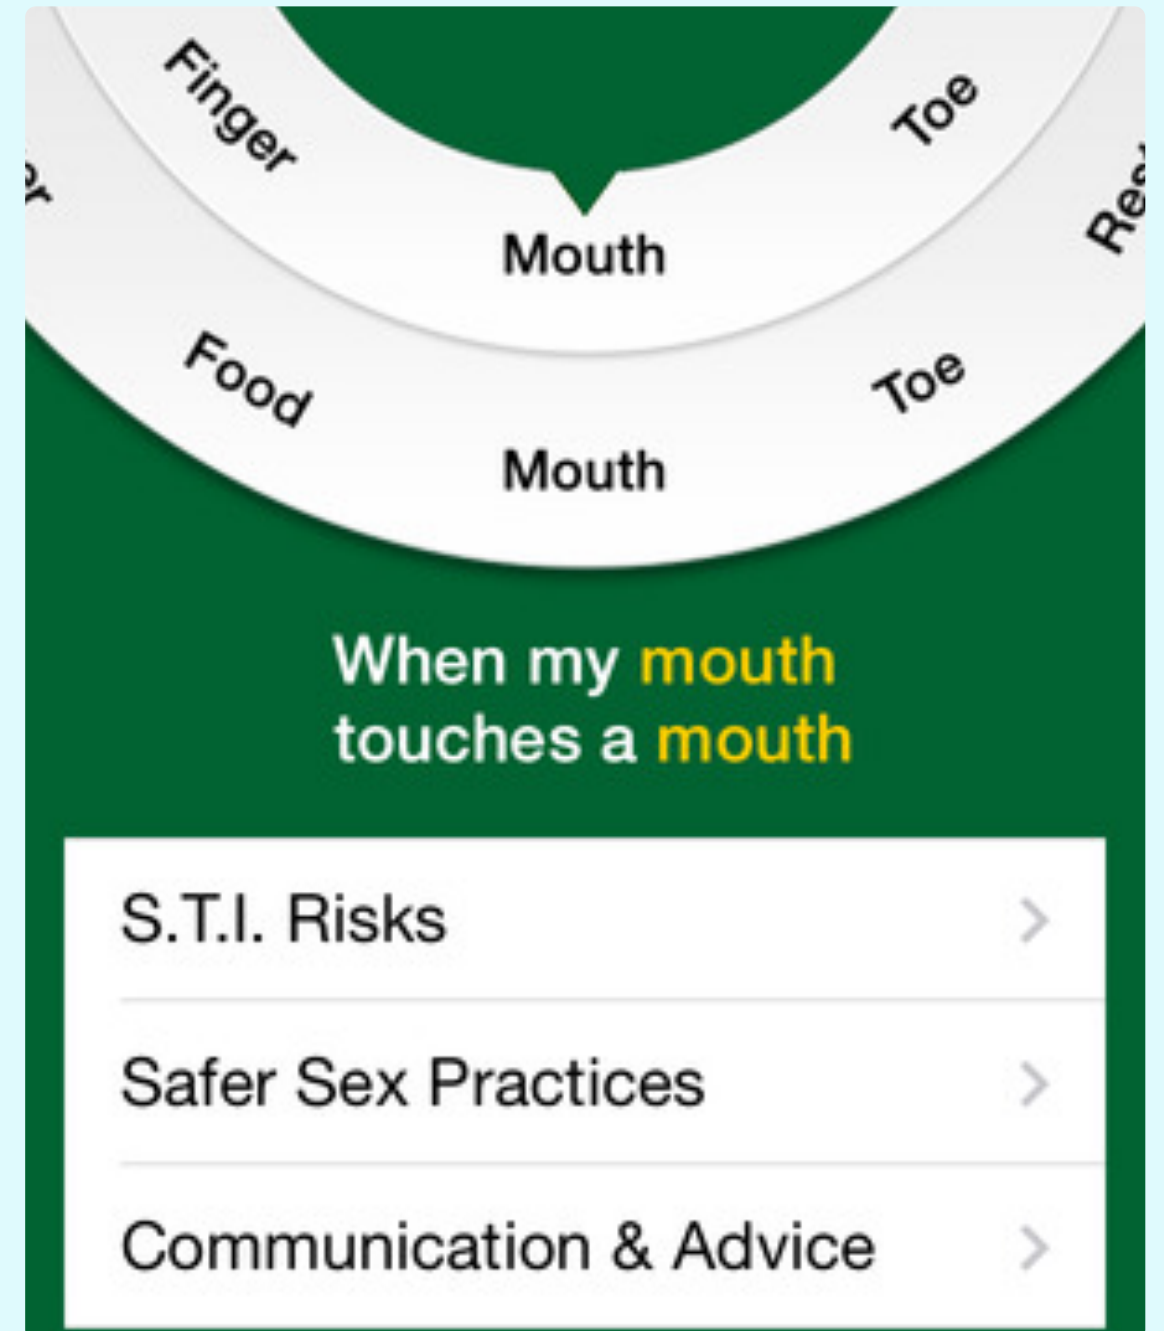 Finger
Toe
Mouth
Food
Toe
Mouth
When my mouth
touches a mouth
S.T.I. Risks
Safer Sex Practices
Communication & Advice